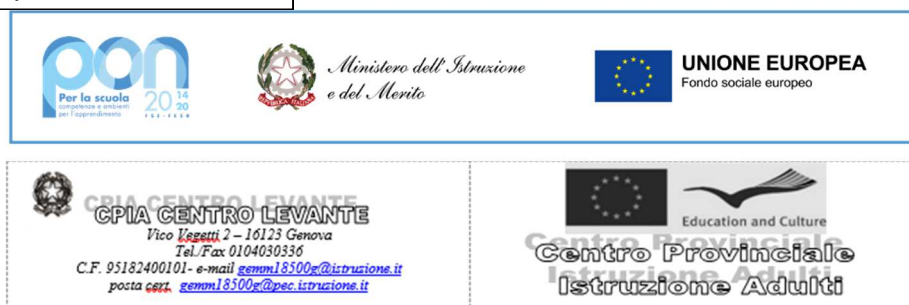 pon
Per la scuola
competenze e ambienti
per l'apprendimento
2014
20
FSE-FESR
Ministero dell'Istruzione
e del Merito
UNIONE EUROPEA
Fondo sociale europeo
CPIA CENTRO LEVANTE
Vico Vegetti 2 – 16123 Genova
Tel./Fax 0104030336
C.F. 95182400101- e-mail gemm18500g@istruzione.it
posta cert. gemm18500g@pec.istruzione.it
Education and Culture
Centro Provinciale
Istruzione Adulti